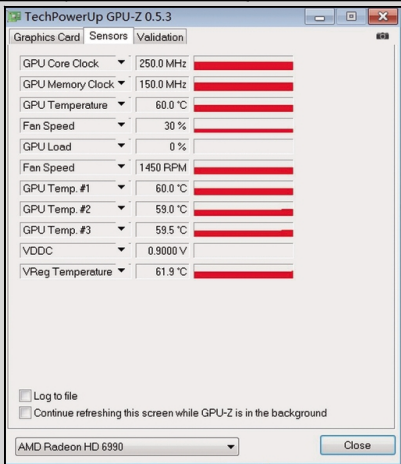 TechPowerUp GPU-Z 0.5.3
Graphics Card Sensors Validation
GPU Core Clock 250.0 MHz
GPU Memory Clock 150.0 MHz
GPU Temperature 60.0 °C
Fan Speed 30 %
GPU Load 0 %
Fan Speed 1450 RPM
GPU Temp. #1 60.0 °C
GPU Temp. #2 59.0 °C
GPU Temp. #3 59.5 °C
VDDC 0.9000 V
VReg Temperature 61.9 °C
Log to file
Continue refreshing this screen while GPU-Z is in the background
AMD Radeon HD 6990 Close